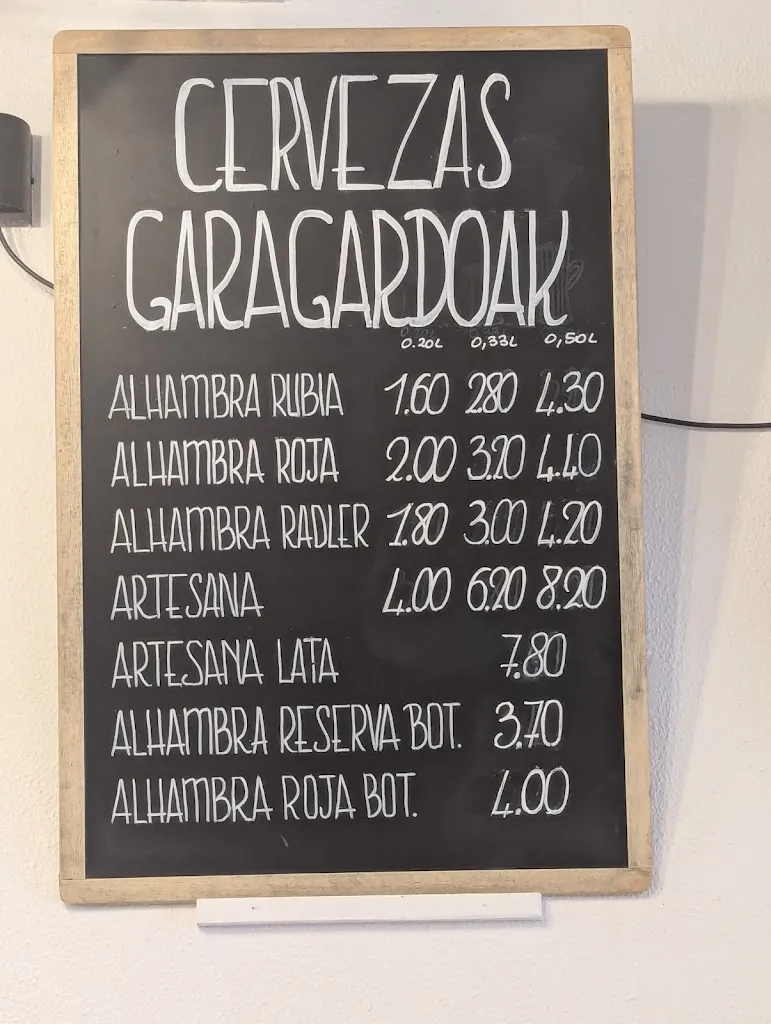 CERVEZAS
GARAGARDOAK
0.20L 0,33L 0,50L
ALHAMBRA RUBIA 1.60 2.80 4.30
ALHAMBRA ROJA 2.00 3.20 4.40
ALHAMBRA RADLER 1.80 3.00 4.20
ARTESANA 4.00 6.20 8.20
ARTESANA LATA 7.80
ALHAMBRA RESERVA BOT. 3.70
ALHAMBRA ROJA BOT. 4.00